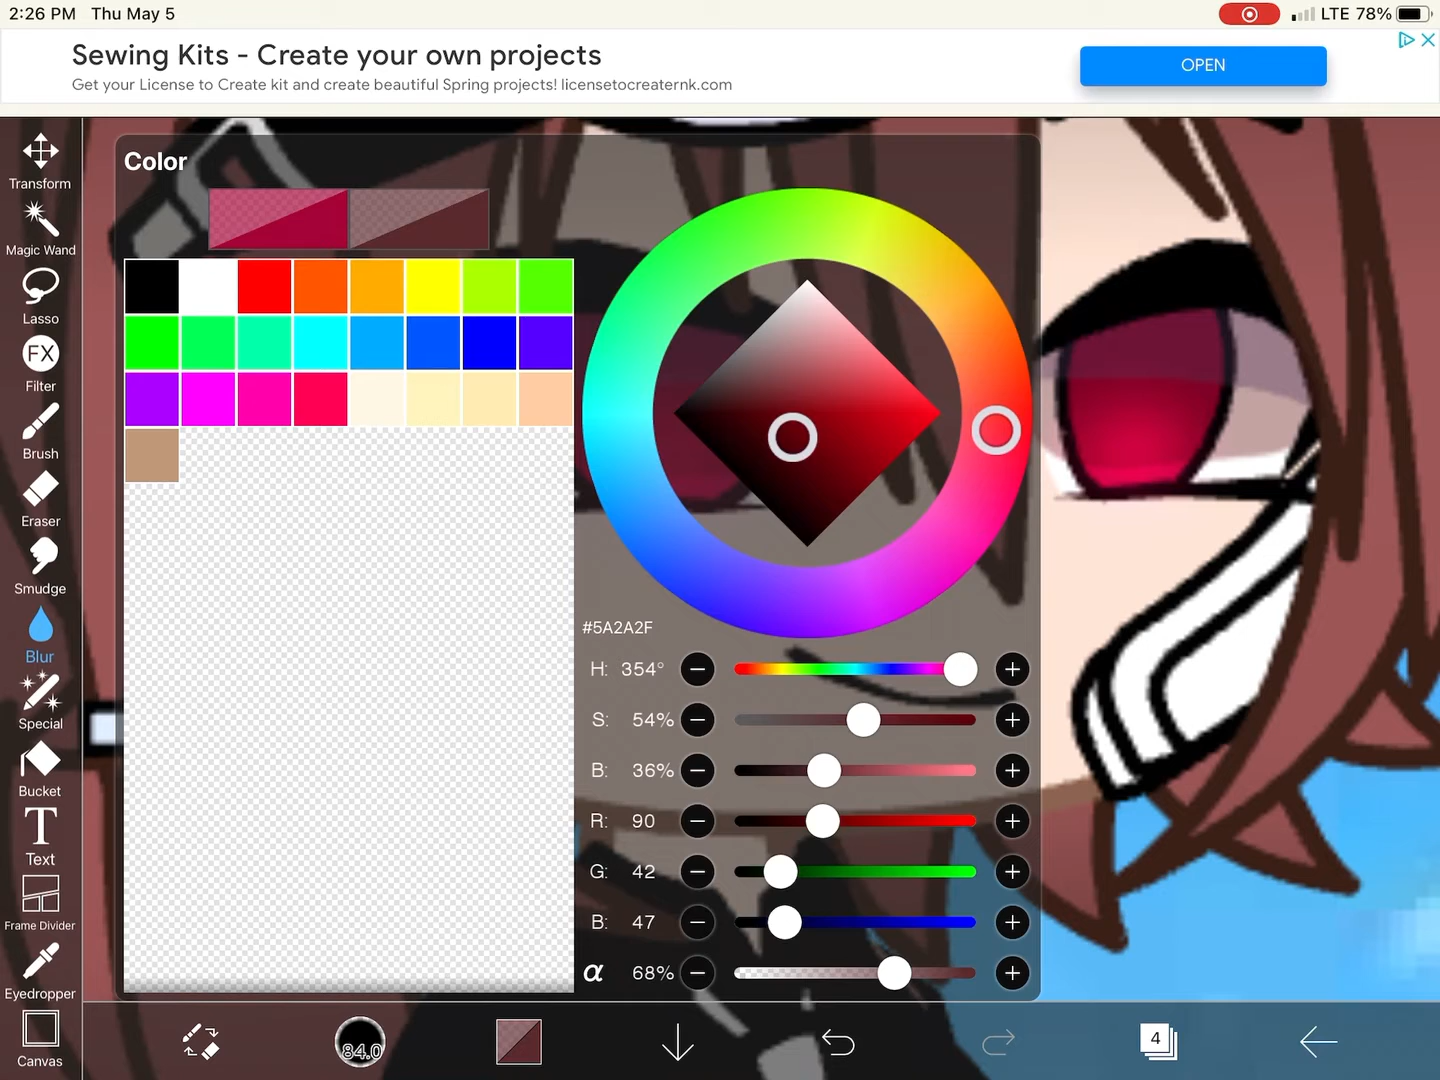 2:26 PM Thu May 5
LTE 78%
Sewing Kits - Create your own projects
Get your License to Create kit and create beautiful Spring projects! licensetocreaternk.com
OPEN
Transform
Magic Wand
Lasso
FX
Filter
Brush
Eraser
Smudge
Blur
Special
Bucket
T
Text
Frame Divider
Eyedropper
Canvas
Color
#5A2A2F
H: 354°
S: 54%
B: 36%
R: 90
G: 42
B: 47
α 68%
84.0
4